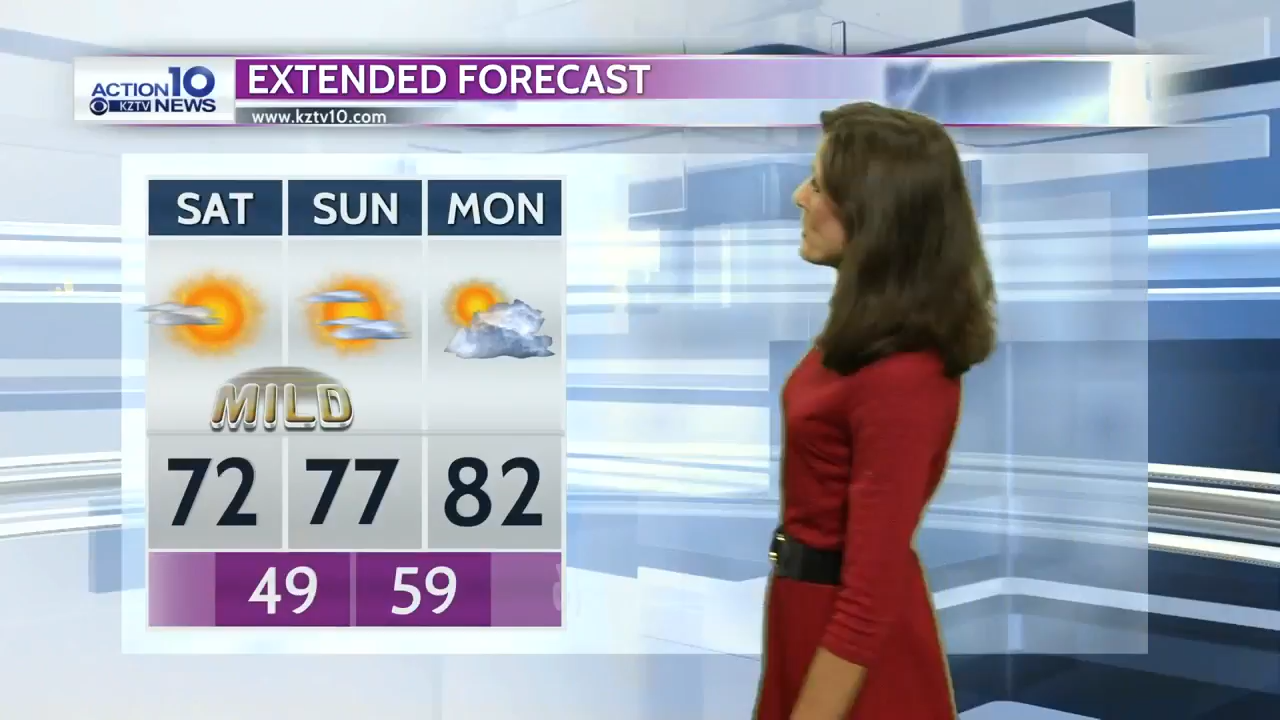 ACTION 10
KZTV NEWS
EXTENDED FORECAST
www.kztv10.com
SAT SUN MON
MILD
72 77 82
49 59